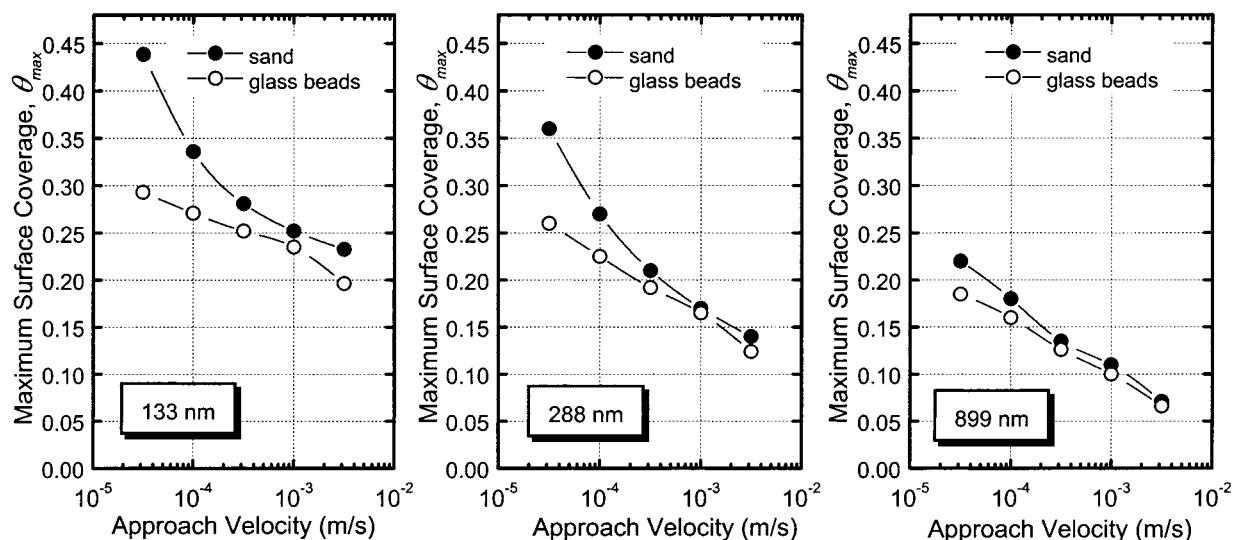 Maximum Surface Coverage, θmax
0.45
0.40
0.35
0.30
0.25
0.20
0.15
0.10
0.05
0.00
sand
glass beads
133 nm
10-5 10-4 10-3 10-2
Approach Velocity (m/s)
Maximum Surface Coverage, θmax
0.45
0.40
0.35
0.30
0.25
0.20
0.15
0.10
0.05
0.00
sand
glass beads
288 nm
10-5 10-4 10-3 10-2
Approach Velocity (m/s)
Maximum Surface Coverage, θmax
0.45
0.40
0.35
0.30
0.25
0.20
0.15
0.10
0.05
0.00
sand
glass beads
899 nm
10-5 10-4 10-3 10-2
Approach Velocity (m/s)